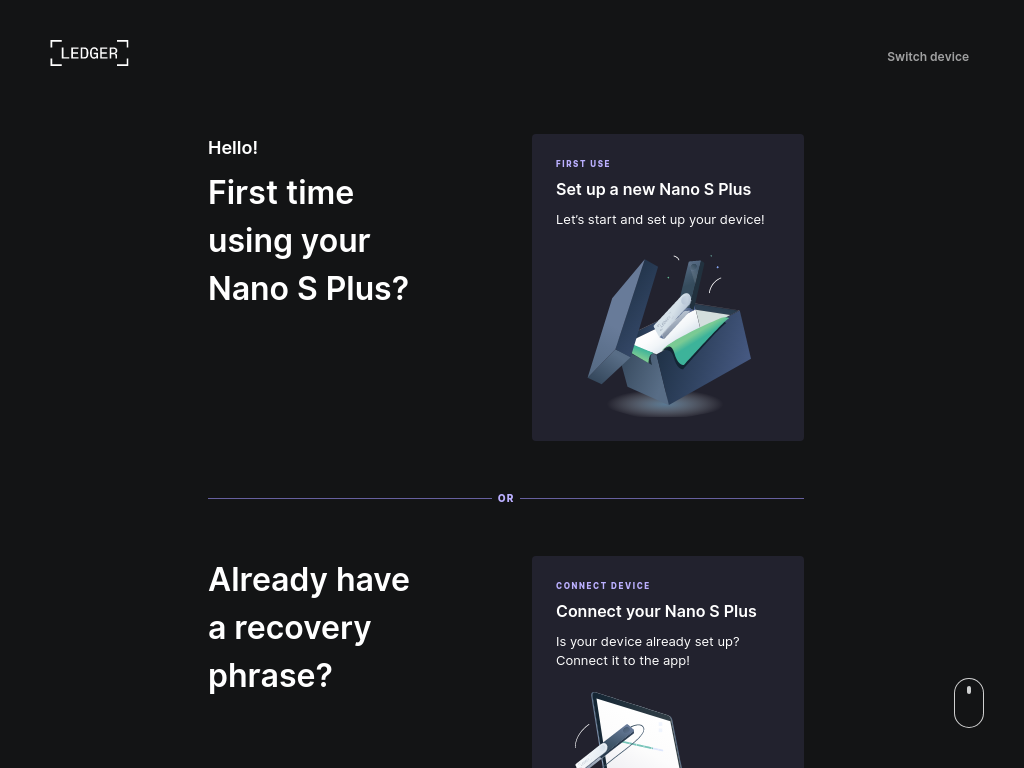 LEDGER
Switch device
Hello!
First time
using your
Nano S Plus?
FIRST USE
Set up a new Nano S Plus
Let's start and set up your device!
OR
Already have
a recovery
phrase?
CONNECT DEVICE
Connect your Nano S Plus
Is your device already set up?
Connect it to the app!